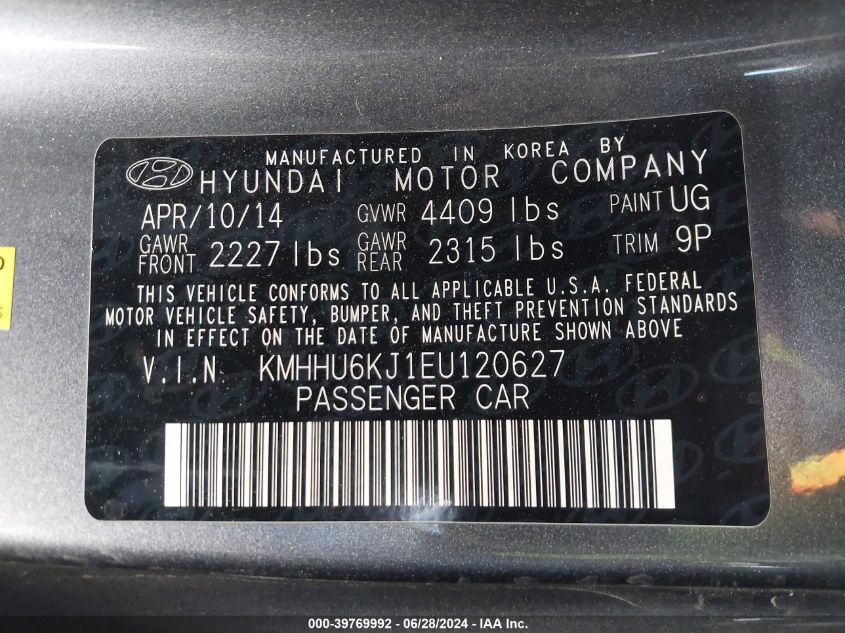 MANUFACTURED IN KOREA BY
HYUNDAI MOTOR COMPANY
APR/10/14 GVWR 4409 lbs PAINT UG
GAWR FRONT 2227 lbs GAWR REAR 2315 lbs TRIM 9P
THIS VEHICLE CONFORMS TO ALL APPLICABLE U.S.A. FEDERAL
MOTOR VEHICLE SAFETY, BUMPER, AND THEFT PREVENTION STANDARDS
IN EFFECT ON THE DATE OF MANUFACTURE SHOWN ABOVE
V.I.N KMHHU6KJ1EU120627
PASSENGER CAR
000-39769992 - 06/28/2024 - IAA Inc.